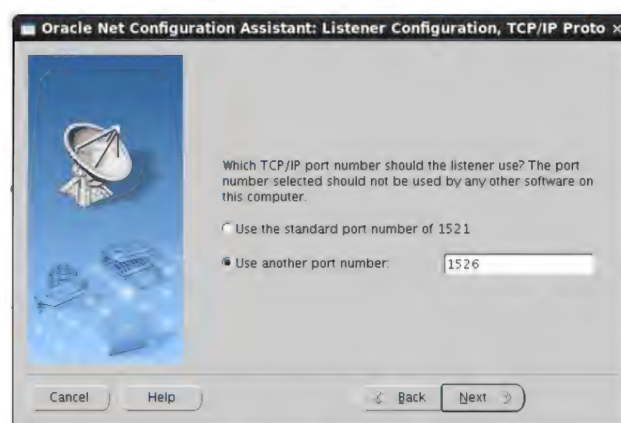 Oracle Net Configuration Assistant: Listener Configuration, TCP/IP Proto
Which TCP/IP port number should the listener use? The port
number selected should not be used by any other software on
this computer.
Use the standard port number of 1521
Use another port number:
1526
Cancel
Help
Back
Next